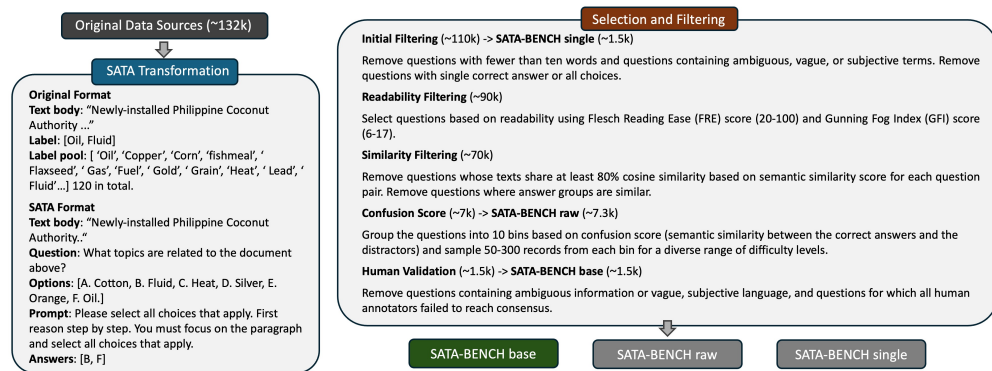 Original Data Sources (~132k)
SATA Transformation
Original Format
Text body: “Newly-installed Philippine Coconut
Authority ...”
Label: [Oil, Fluid]
Label pool: [ ‘Oil’, ‘Copper’, ‘Corn’, ‘fishmeal’, ‘
Flaxseed’, ‘ Gas’, ‘Fuel’, ‘ Gold’, ‘ Grain’, ‘Heat’, ‘ Lead’, ‘
Fluid’…] 120 in total.
SATA Format
Text body: “Newly-installed Philippine Coconut
Authority..“
Question: What topics are related to the document
above?
Options: [A. Cotton, B. Fluid, C. Heat, D. Silver, E.
Orange, F. Oil.]
Prompt: Please select all choices that apply. First
reason step by step. You must focus on the paragraph
and select all choices that apply.
Answers: [B, F]
Selection and Filtering
Initial Filtering (~110k) -> SATA-BENCH single (~1.5k)
Remove questions with fewer than ten words and questions containing ambiguous, vague, or subjective terms. Remove
questions with single correct answer or all choices.
Readability Filtering (~90k)
Select questions based on readability using Flesch Reading Ease (FRE) score (20-100) and Gunning Fog Index (GFI) score
(6-17).
Similarity Filtering (~70k)
Remove questions whose texts share at least 80% cosine similarity based on semantic similarity score for each question
pair. Remove questions where answer groups are similar.
Confusion Score (~7k) -> SATA-BENCH raw (~7.3k)
Group the questions into 10 bins based on confusion score (semantic similarity between the correct answers and the
distractors) and sample 50-300 records from each bin for a diverse range of difficulty levels.
Human Validation (~1.5k) -> SATA-BENCH base (~1.5k)
Remove questions containing ambiguous information or vague, subjective language, and questions for which all human
annotators failed to reach consensus.
SATA-BENCH base
SATA-BENCH raw
SATA-BENCH single